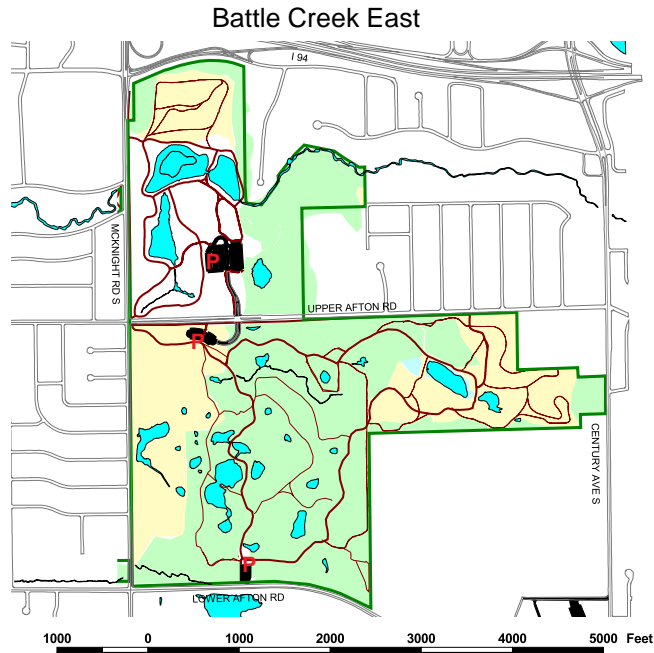 Battle Creek East
I 94
MCKNIGHT RD S
P
UPPER AFTON RD
P
CENTURY AVE S
P
LOWER AFTON RD
1000 0 1000 2000 3000 4000 5000 Feet